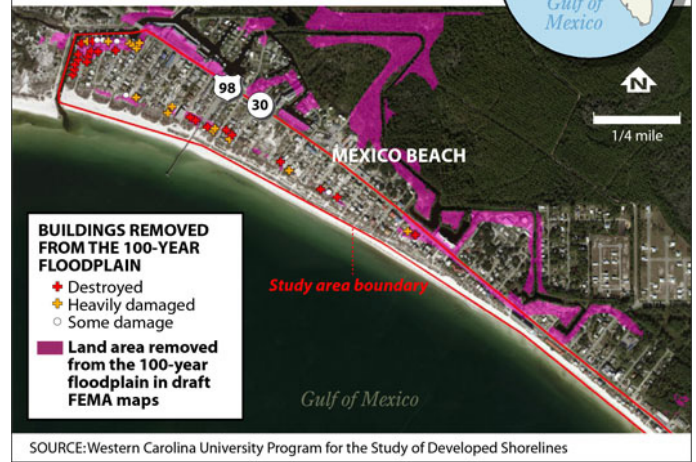 Gulf of
Mexico
N
1/4 mile
98
30
MEXICO BEACH
BUILDINGS REMOVED
FROM THE 100-YEAR
FLOODPLAIN
Destroyed
Heavily damaged
Some damage
Land area removed
from the 100-year
floodplain in draft
FEMA maps
Study area boundary
Gulf of Mexico
SOURCE:Western Carolina University Program for the Study of Developed Shorelines